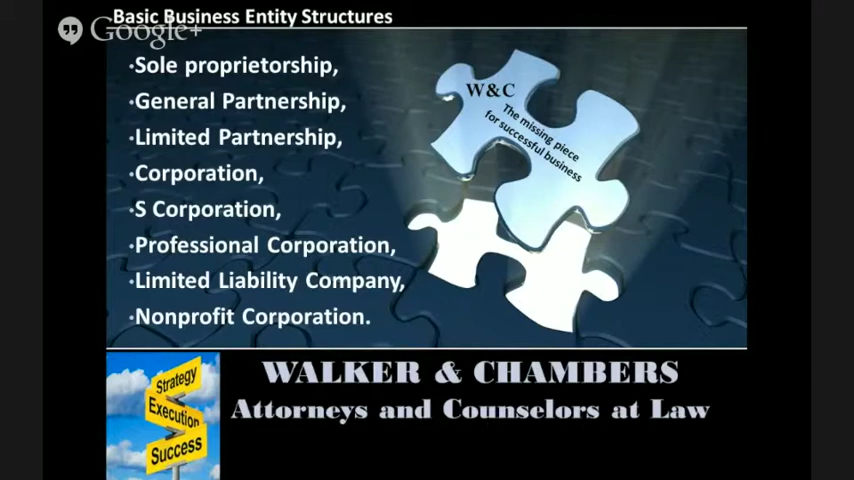 Basic Business Entity Structures
Google+
•Sole proprietorship,
•General Partnership,
•Limited Partnership,
•Corporation,
•S Corporation,
•Professional Corporation,
•Limited Liability Company,
•Nonprofit Corporation.
W&C
The missing piece
for successful business
WALKER & CHAMBERS
Attorneys and Counselors at Law
Strategy
Execution
Success